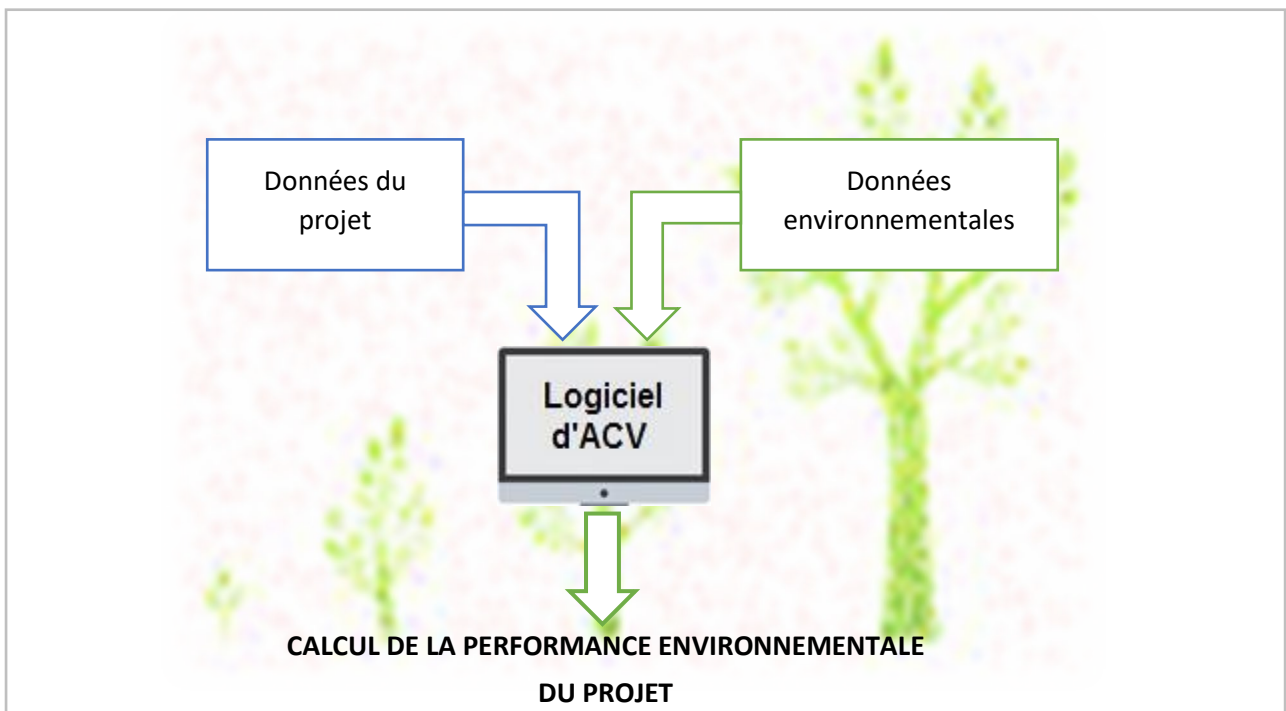 Données du
projet
Données
environnementales
Logiciel
d'ACV
CALCUL DE LA PERFORMANCE ENVIRONNEMENTALE
DU PROJET